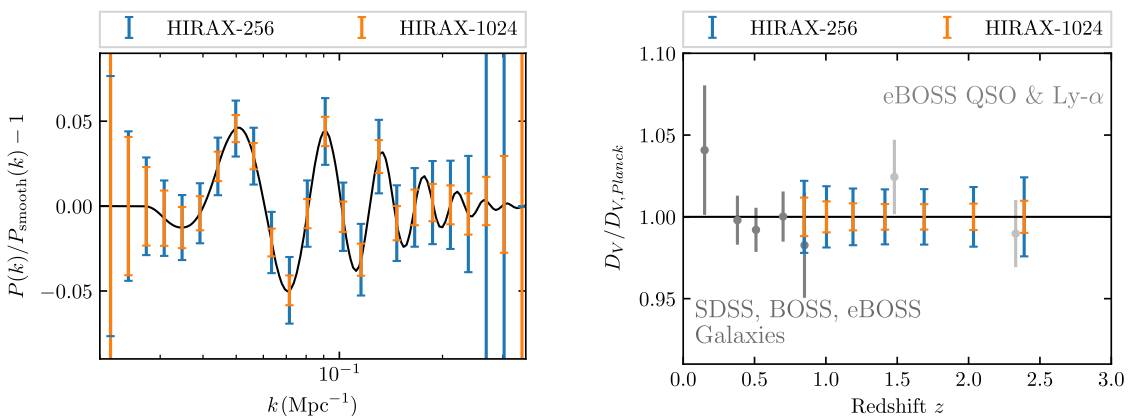 HIRAX-256 HIRAX-1024
0.05
0.00
−0.05
P(k)/P_smooth(k) − 1
10⁻¹
k (Mpc⁻¹)
HIRAX-256 HIRAX-1024
1.10
1.05
1.00
0.95
D_V/D_{V,Planck}
eBOSS QSO & Ly-α
SDSS, BOSS, eBOSS
Galaxies
0.0 0.5 1.0 1.5 2.0 2.5 3.0
Redshift z